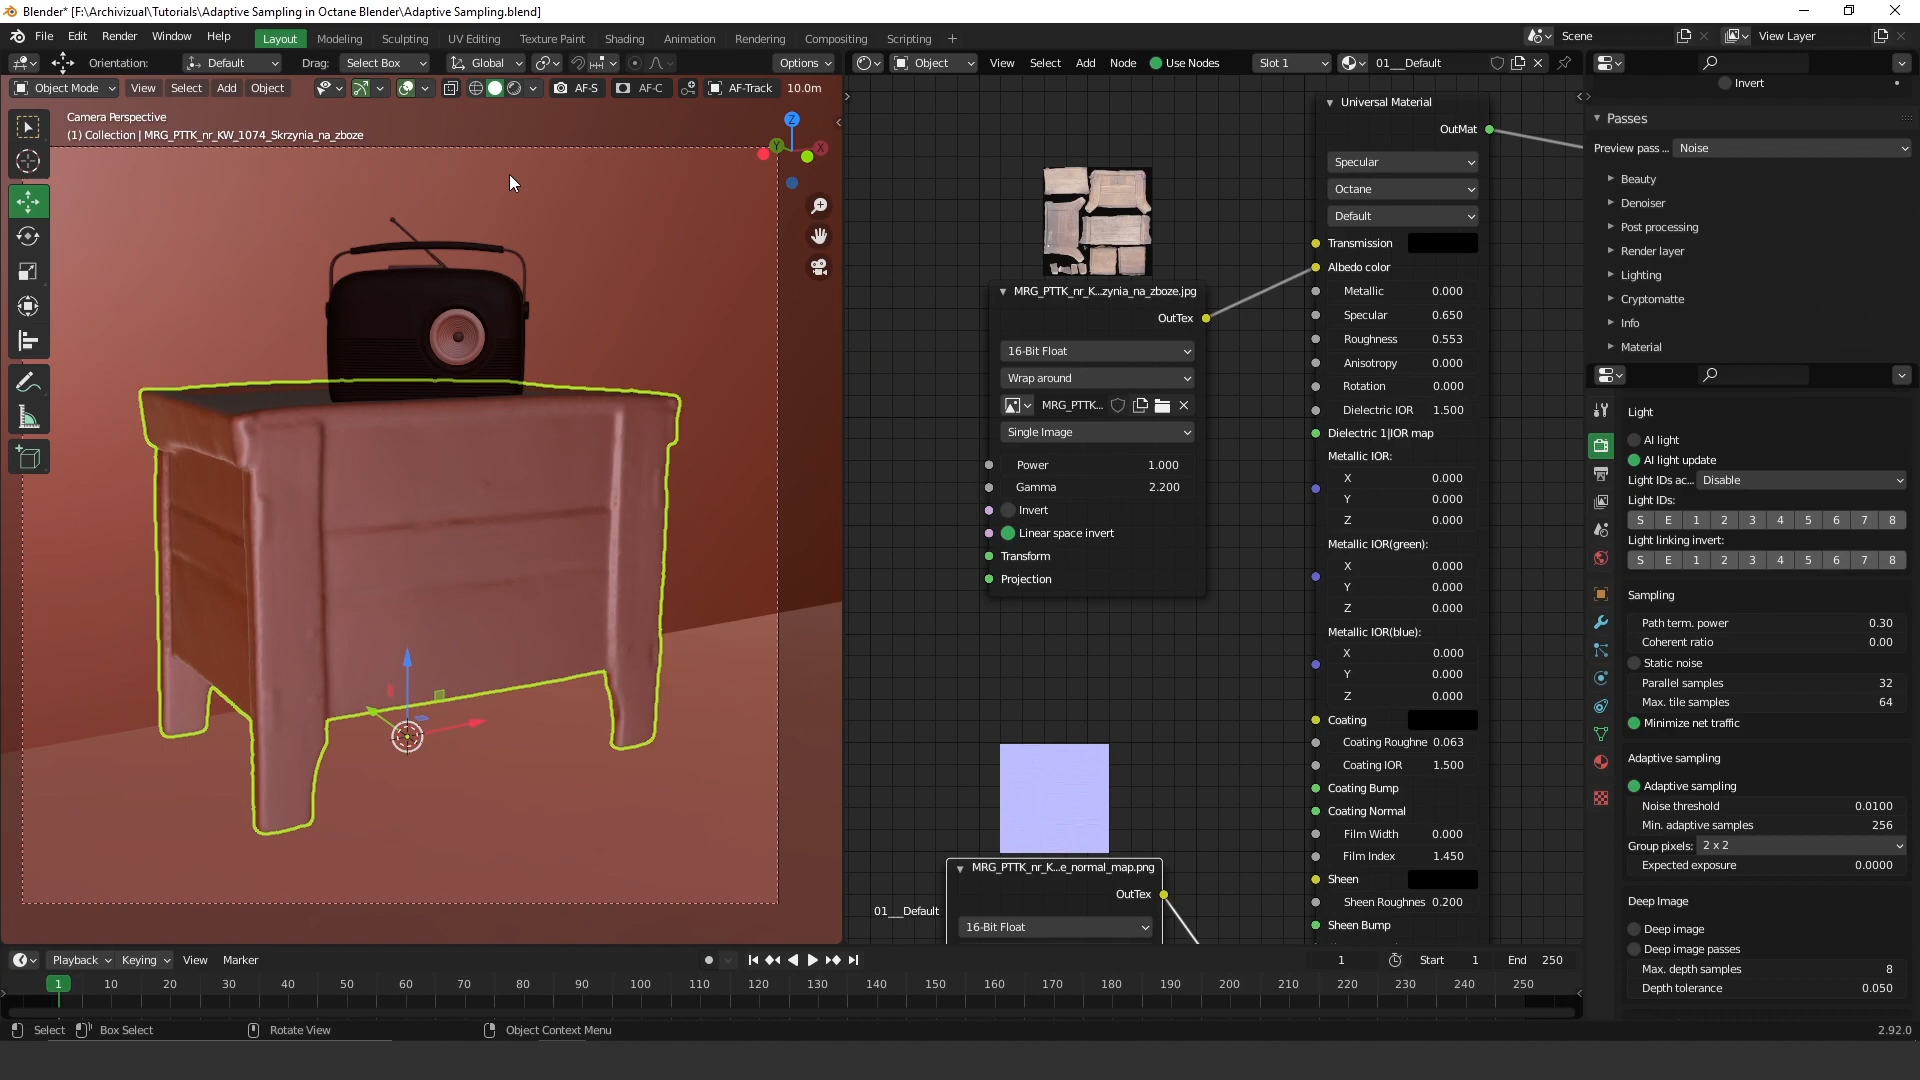 Blender* [F:\Archivizual\Tutorials\Adaptive Sampling in Octane Blender\Adaptive Sampling.blend]
File Edit Render Window Help Layout Modeling Sculpting UV Editing Texture Paint Shading Animation Rendering Compositing Scripting + Scene View Layer
Orientation: Default Drag: Select Box Global Options
Object View Select Add Node Use Nodes Slot 1 01___Default
Object Mode View Select Add Object AF-S AF-C AF-Track 10.0m
Camera Perspective
(1) Collection | MRG_PTTK_nr_KW_1074_Skrzynia_na_zboze
Z
Y
X
MRG_PTTK_nr_K...zynia_na_zboze.jpg
OutTex
16-Bit Float
Wrap around
MRG_PTTK...
Single Image
Power 1.000
Gamma 2.200
Invert
Linear space invert
Transform
Projection
MRG_PTTK_nr_K...e_normal_map.png
OutTex
16-Bit Float
01___Default
Universal Material
OutMat
Specular
Octane
Default
Transmission
Albedo color
Metallic 0.000
Specular 0.650
Roughness 0.553
Anisotropy 0.000
Rotation 0.000
Dielectric IOR 1.500
Dielectric 1|IOR map
Metallic IOR:
X 0.000
Y 0.000
Z 0.000
Metallic IOR(green):
X 0.000
Y 0.000
Z 0.000
Metallic IOR(blue):
X 0.000
Y 0.000
Z 0.000
Coating
Coating Roughne 0.063
Coating IOR 1.500
Coating Bump
Coating Normal
Film Width 0.000
Film Index 1.450
Sheen
Sheen Roughnes 0.200
Sheen Bump
Invert
Passes
Preview pass ... Noise
Beauty
Denoiser
Post processing
Render layer
Lighting
Cryptomatte
Info
Material
Light
AI light
AI light update
Light IDs ac... Disable
Light IDs:
S E 1 2 3 4 5 6 7 8
Light linking invert:
S E 1 2 3 4 5 6 7 8
Sampling
Path term. power 0.30
Coherent ratio 0.00
Static noise
Parallel samples 32
Max. tile samples 64
Minimize net traffic
Adaptive sampling
Adaptive sampling
Noise threshold 0.0100
Min. adaptive samples 256
Group pixels: 2 x 2
Expected exposure 0.0000
Deep Image
Deep image
Deep image passes
Max. depth samples 8
Depth tolerance 0.050
Playback Keying View Marker 1 Start 1 End 250
1 10 20 30 40 50 60 70 80 90 100 110 120 130 140 150 160 170 180 190 200 210 220 230 240 250
Select Box Select Rotate View Object Context Menu 2.92.0